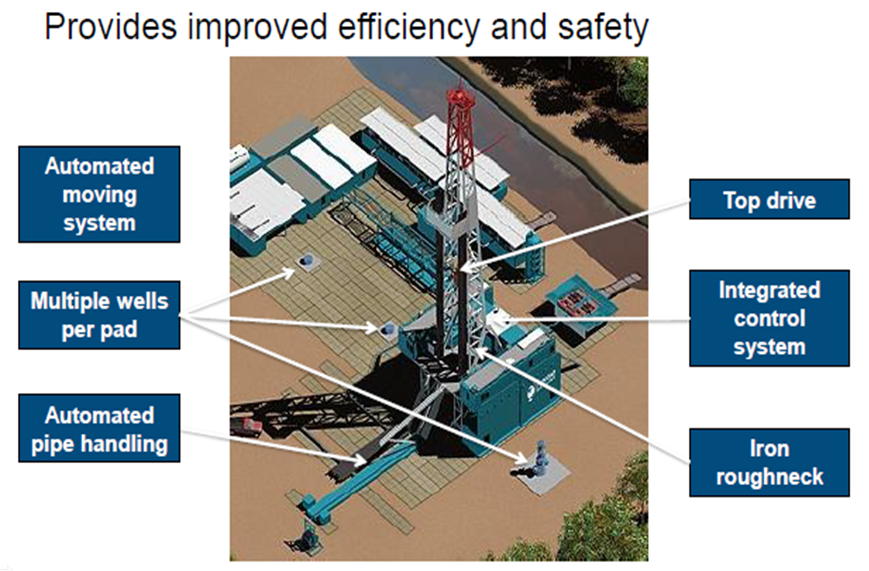 Provides improved efficiency and safety
Automated
moving
system
Multiple wells
per pad
Automated
pipe handling
Top drive
Integrated
control
system
Iron
roughneck